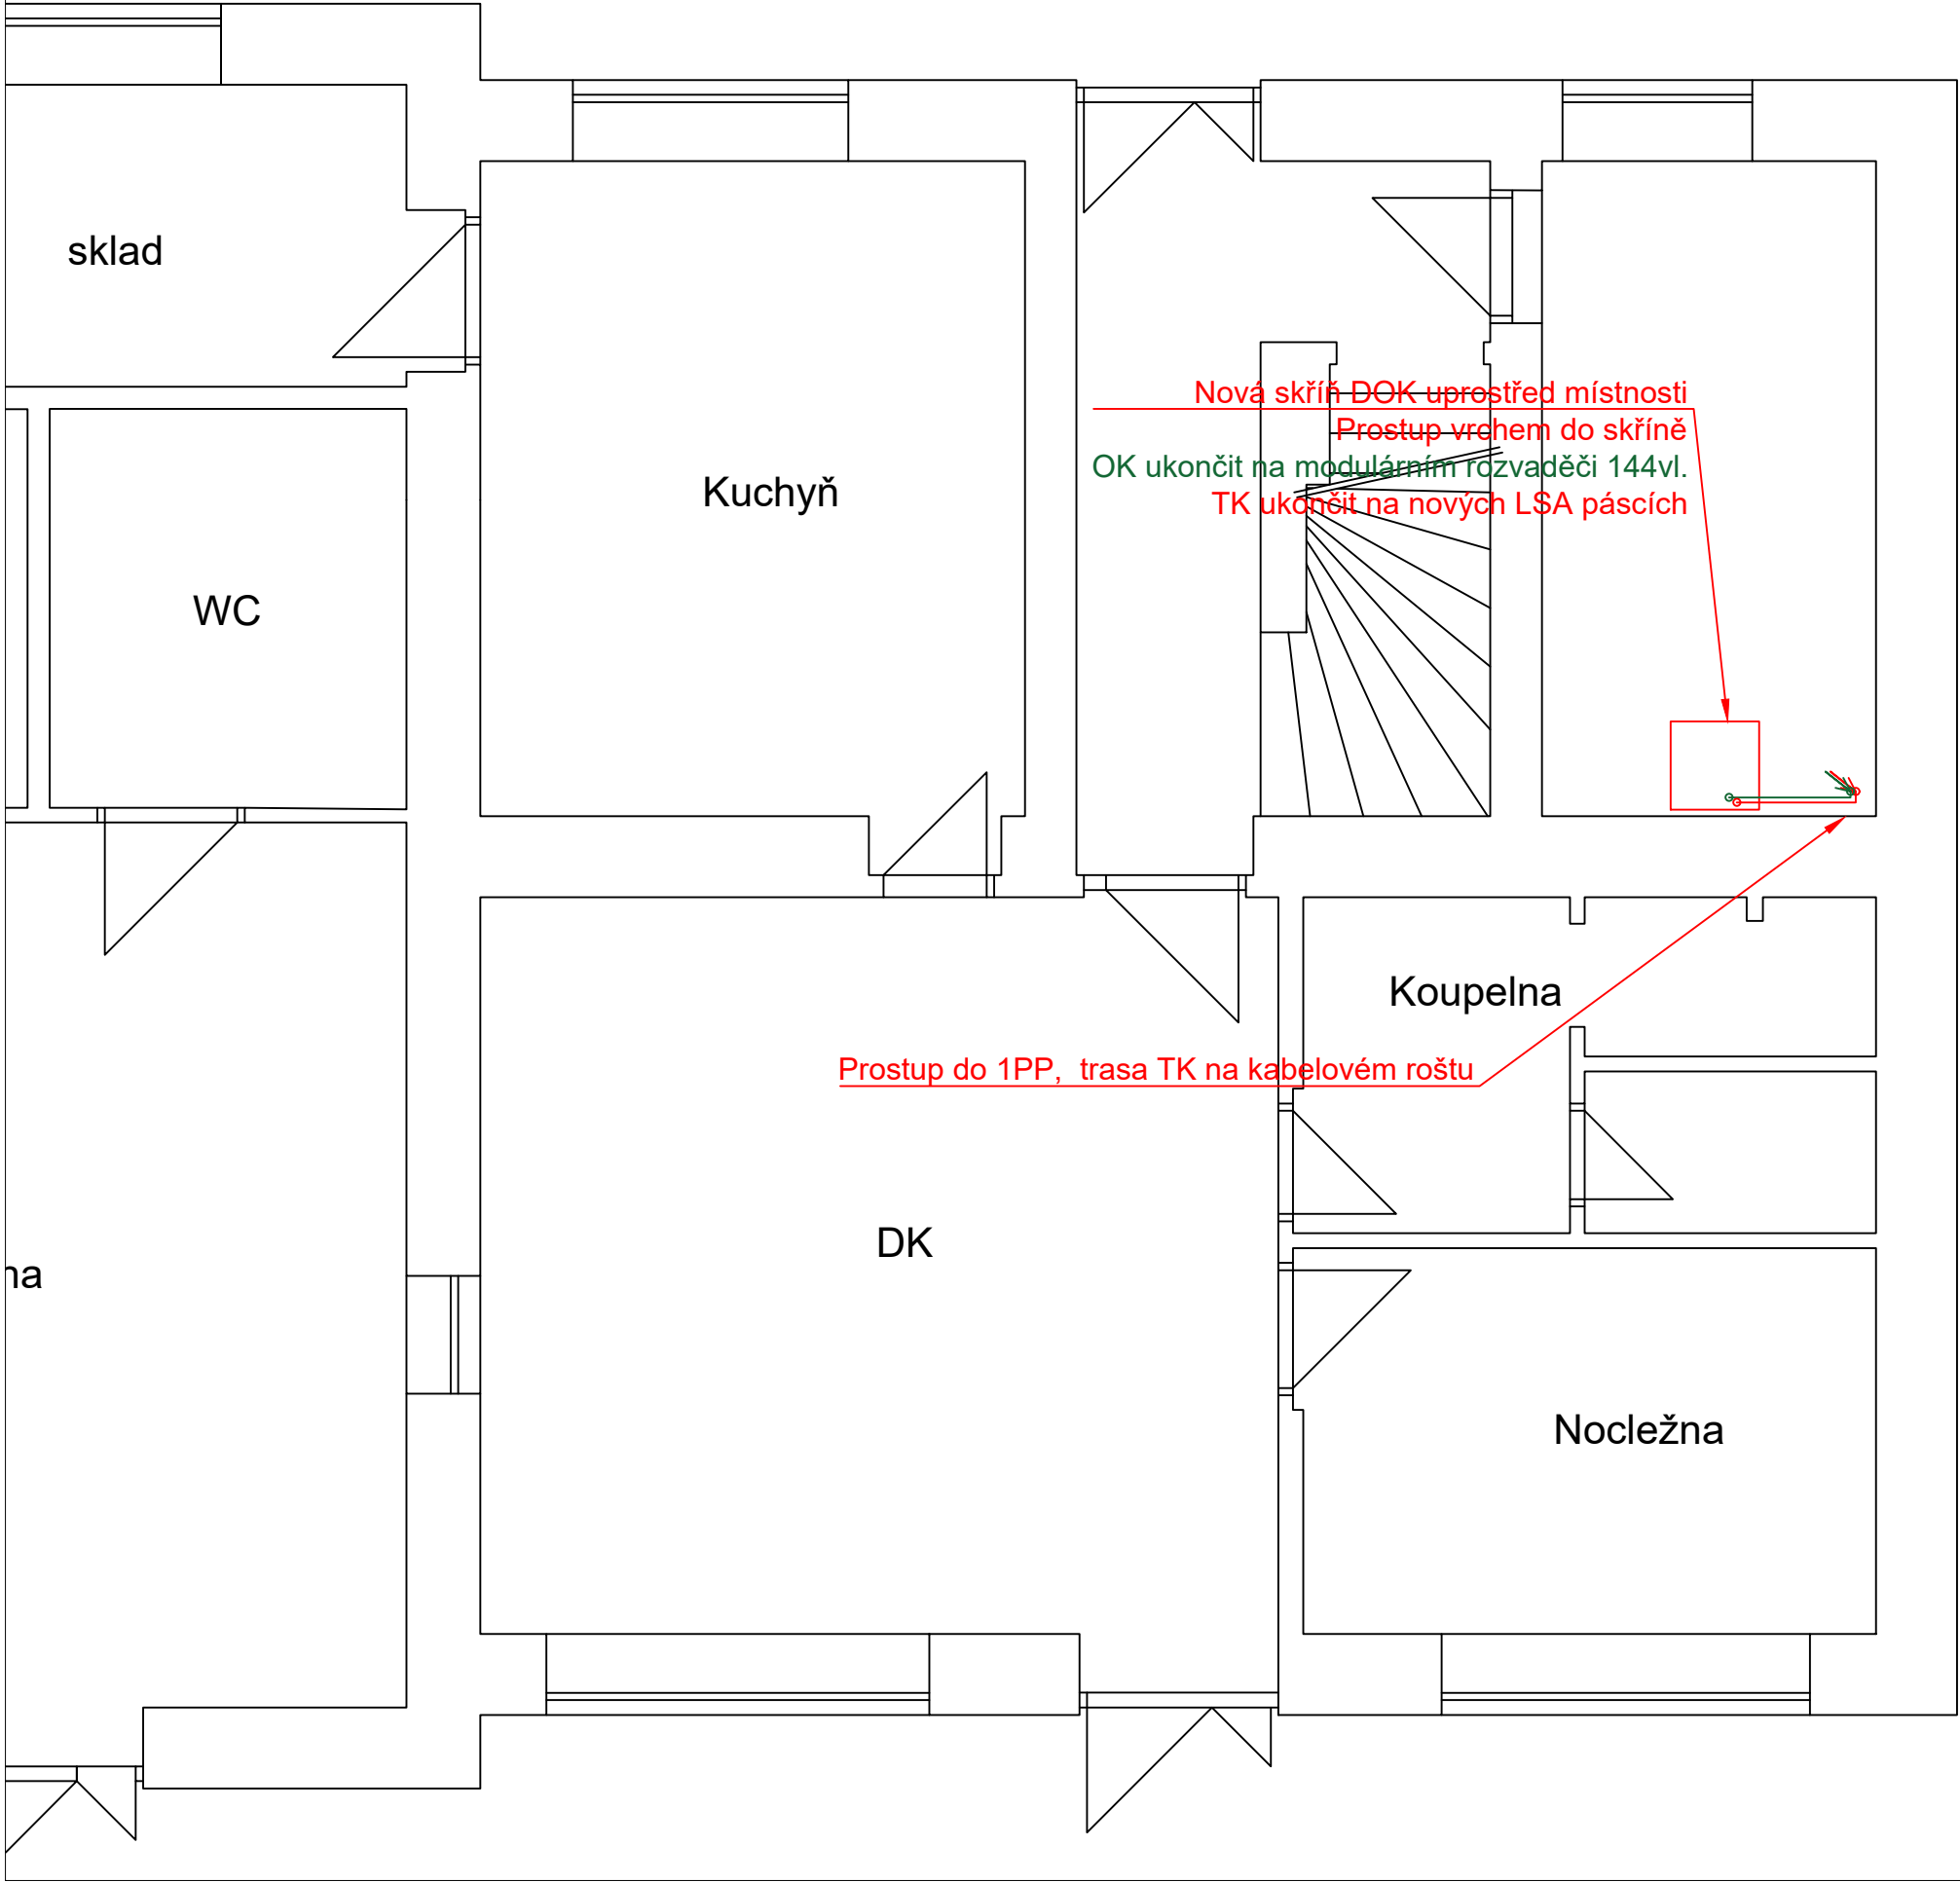 sklad
Nová skříň DOK uprostřed místnosti
Prostup vrchem do skříně
OK ukončit na modulárním rozvaděči 144vl.
TK ukončit na nových LSA páscích
Kuchyň
WC
Koupelna
Prostup do 1PP, trasa TK na kabelovém roštu
DK
na
Nocležna